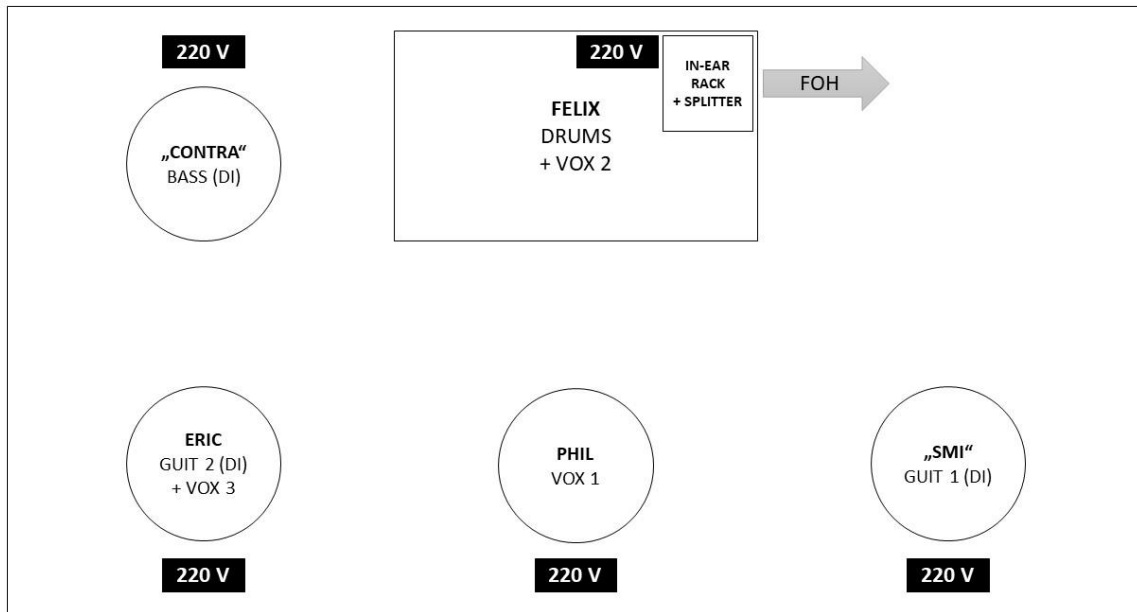 220 V
„CONTRA“
BASS (DI)
220 V
FELIX
DRUMS
+ VOX 2
IN-EAR
RACK
+ SPLITTER
FOH
ERIC
GUIT 2 (DI)
+ VOX 3
220 V
PHIL
VOX 1
220 V
„SMI“
GUIT 1 (DI)
220 V